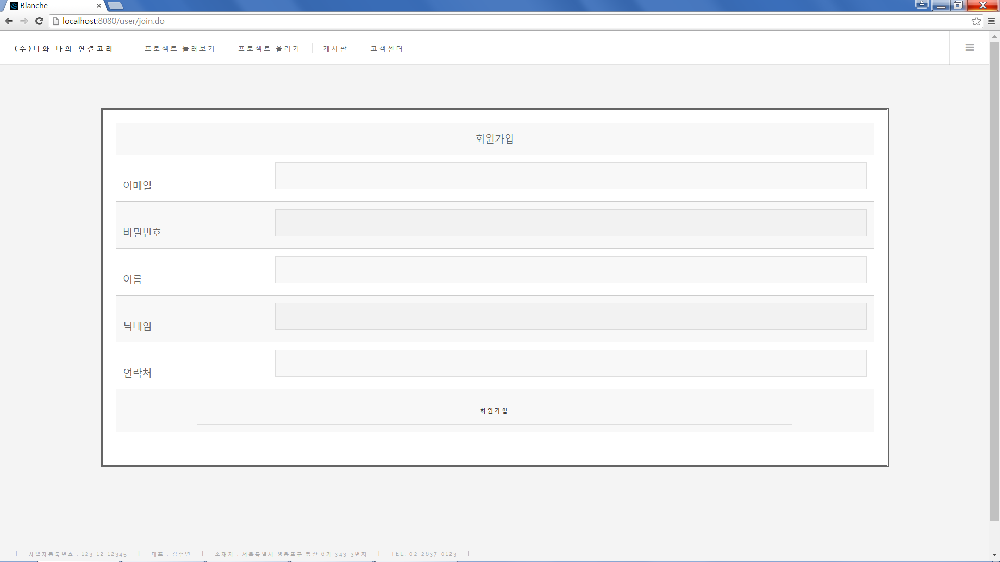 Blanche
localhost:8080/user/join.do
(주)너와 나의 연결고리 프로젝트 둘러보기 프로젝트 올리기 게시판 고객센터
회원가입
이메일
비밀번호
이름
닉네임
연락처
회원가입
| 사업자등록번호 : 123-12-12345 | 대표 : 김수연 | 소재지 : 서울특별시 영등포구 당산 6가 343-3번지 | TEL. 02-2637-0123 |